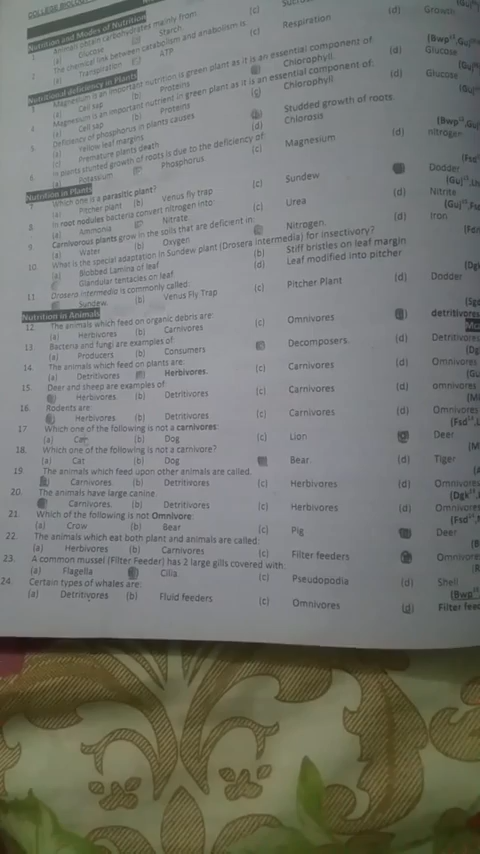 COLLEGE BIOLOGY
Nutrition and Modes of Nutrition
1. Animal obtain carbohydrates mainly from
(a) Glucose Starch (c)
2. The chemical link between catabolism and anabolism is
(a) Transpiration ATP (c) Respiration (d) Growth
Nutritional deficiency in Plants
3. Magnesium is an important nutrition is green plant as it is an essential component of
(a) Cell sap (b) Proteins Chlorophyll. (d) Glucose
4. Magnesium is an important nutrient in green plant as it is an essential component of:
(a) Cell sap (b) Proteins (c) Chlorophyll (d) Glucose
5. Deficiency of phosphorus in plants causes
(a) Yellow leaf margins Studded growth of roots.
(c) Premature plants death (d) Chlorosis
6. In plants stunted growth of roots is due to the deficiency of:
(a) Potassium Phosphorus (c) Magnesium (d) nitrogen
Nutrition in Plants
7. Which one is a parasitic plant?
(a) Pitcher plant (b) Venus fly trap (c) Sundew Dodder
8. In root nodules bacteria convert nitrogen into
Ammonia Nitrate (c) Urea (d) Nitrite
9. Carnivorous plants grow in the soils that are deficient in:
(a) Water (b) Oxygen Nitrogen. (d) Iron
10. What is the special adaptation in Sundew plant (Drosera intermedia) for insectivory?
(a) Blobbed Lamina of leaf (b) Stiff bristles on leaf margin
Glandular tentacles on leaf (d) Leaf modified into pitcher
11. Drosera intermedia is commonly called:
Sundew. (b) Venus Fly Trap (c) Pitcher Plant (d) Dodder
Nutrition in Animals
12. The animals which feed on organic debris are:
(a) Herbivores (b) Carnivores (c) Omnivores detritivores
13. Bacteria and fungi are examples of:
(a) Producers (b) Consumers Decomposers. (d) Detritivores
14. The animals which feed on plants are:
(a) Detritivores Herbivores. (c) Carnivores (d) Omnivores
15. Deer and sheep are examples of:
Herbivores. (b) Detritivores (c) Carnivores (d) omnivores
16. Rodents are:
Herbivores (b) Detritivores (c) Carnivores (d) Omnivores
17. Which one of the following is not a carnivores:
(a) Cat (b) Dog (c) Lion Deer
18. Which one of the following is not a carnivore?
(a) Cat (b) Dog Bear. (d) Tiger
19. The animals which feed upon other animals are called.
Carnivores. (b) Detritivores (c) Herbivores (d) Omnivores
20. The animals have large canine
Carnivores. (b) Detritivores (c) Herbivores (d) Omnivores
21. Which of the following is not Omnivore:
(a) Crow (b) Bear (c) Pig Deer
22. The animals which eat both plant and animals are called:
(a) Herbivores (b) Carnivores (c) Filter feeders Omnivore
23. A common mussel (Filter Feeder) has 2 large gills covered with:
(a) Flagella Cilia. (c) Pseudopodia (d) Shell
24. Certain types of whales are:
(a) Detritivores (b) Fluid feeders (c) Omnivores (d) Filter feed